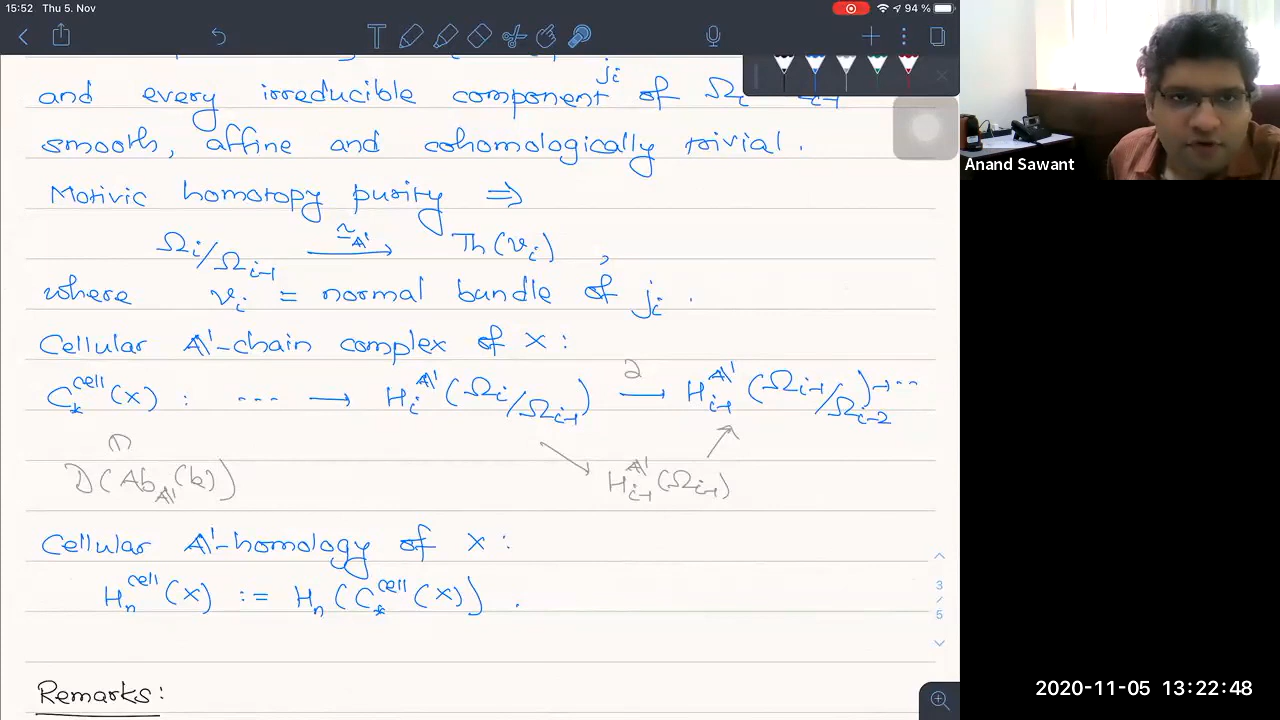 15:52 Thu 5. Nov
94 %
j_i
and every irreducible component of Ω_i
smooth, affine and cohomologically trivial.
Motivic homotopy purity ⇒
Ω_i/Ω_{i-1} ≃_{A¹} → Th(ν_i),
where ν_i = normal bundle of j_i.
Cellular A¹-chain complex of X:
C_*^{cell}(X) : ··· → H_i^{A¹}(Ω_i/Ω_{i-1}) —∂→ H_{i-1}^{A¹}(Ω_{i-1}/Ω_{i-2}) → ··
∩
D(Ab_{A¹}(k)) ↘ H_{i-1}^{A¹}(Ω_{i-1}) ↗
Cellular A¹-homology of X:
H_n^{cell}(X) := H_n(C_*^{cell}(X)).
Remarks:
3
/
5
Anand Sawant
2020-11-05 13:22:48